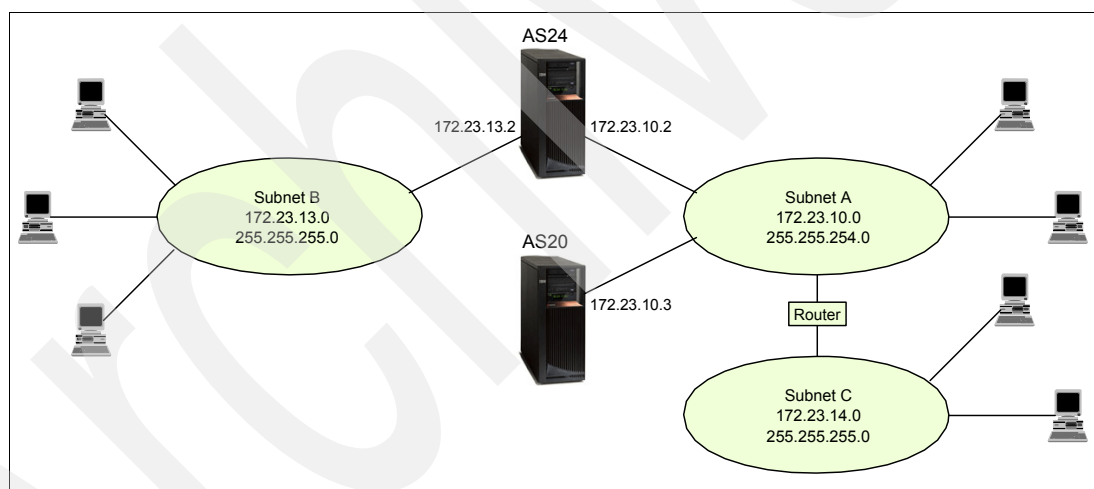 AS24
172.23.13.2
172.23.10.2
Subnet B
172.23.13.0
255.255.255.0
Subnet A
172.23.10.0
255.255.254.0
AS20
172.23.10.3
Router
Subnet C
172.23.14.0
255.255.255.0